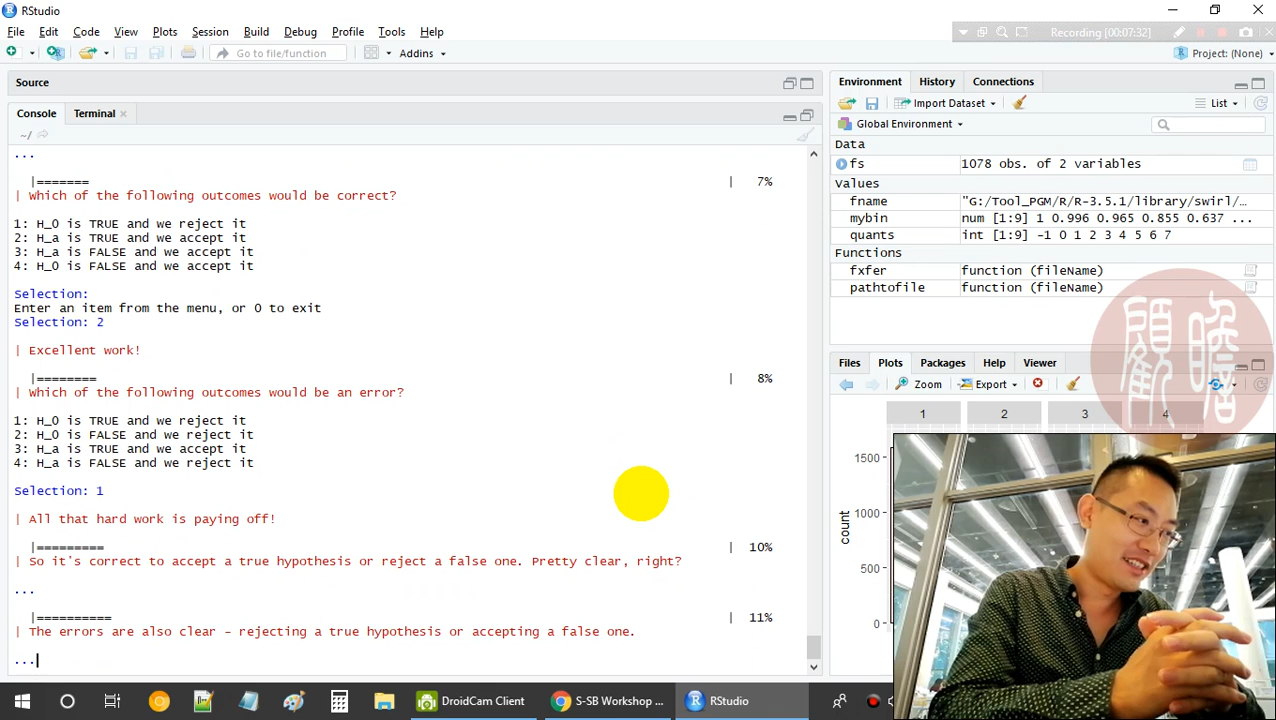 RStudio
File Edit Code View Plots Session Build Debug Profile Tools Help
Recording [00:07:32]
Go to file/function
Addins
Project: (None)
Source
Console Terminal
~/
...
|======= | 7%
| Which of the following outcomes would be correct?
1: H_0 is TRUE and we reject it
2: H_a is TRUE and we accept it
3: H_a is FALSE and we accept it
4: H_0 is FALSE and we accept it
Selection:
Enter an item from the menu, or 0 to exit
Selection: 2
| Excellent work!
|======== | 8%
| Which of the following outcomes would be an error?
1: H_0 is TRUE and we reject it
2: H_0 is FALSE and we reject it
3: H_a is TRUE and we accept it
4: H_a is FALSE and we reject it
Selection: 1
| All that hard work is paying off!
|========= | 10%
| So it's correct to accept a true hypothesis or reject a false one. Pretty clear, right?
...
|========== | 11%
| The errors are also clear - rejecting a true hypothesis or accepting a false one.
...
Environment History Connections
Import Dataset
List
Global Environment
Data
fs 1078 obs. of 2 variables
Values
fname "G:/Tool_PGM/R/R-3.5.1/library/swirl/…
mybin num [1:9] 1 0.996 0.965 0.855 0.637 ...
quants int [1:9] -1 0 1 2 3 4 5 6 7
Functions
fxfer function (fileName)
pathtofile function (fileName)
Files Plots Packages Help Viewer
Zoom Export
1 2 3 4
1500
1000
500
0
count
DroidCam Client
S-SB Workshop ...
RStudio